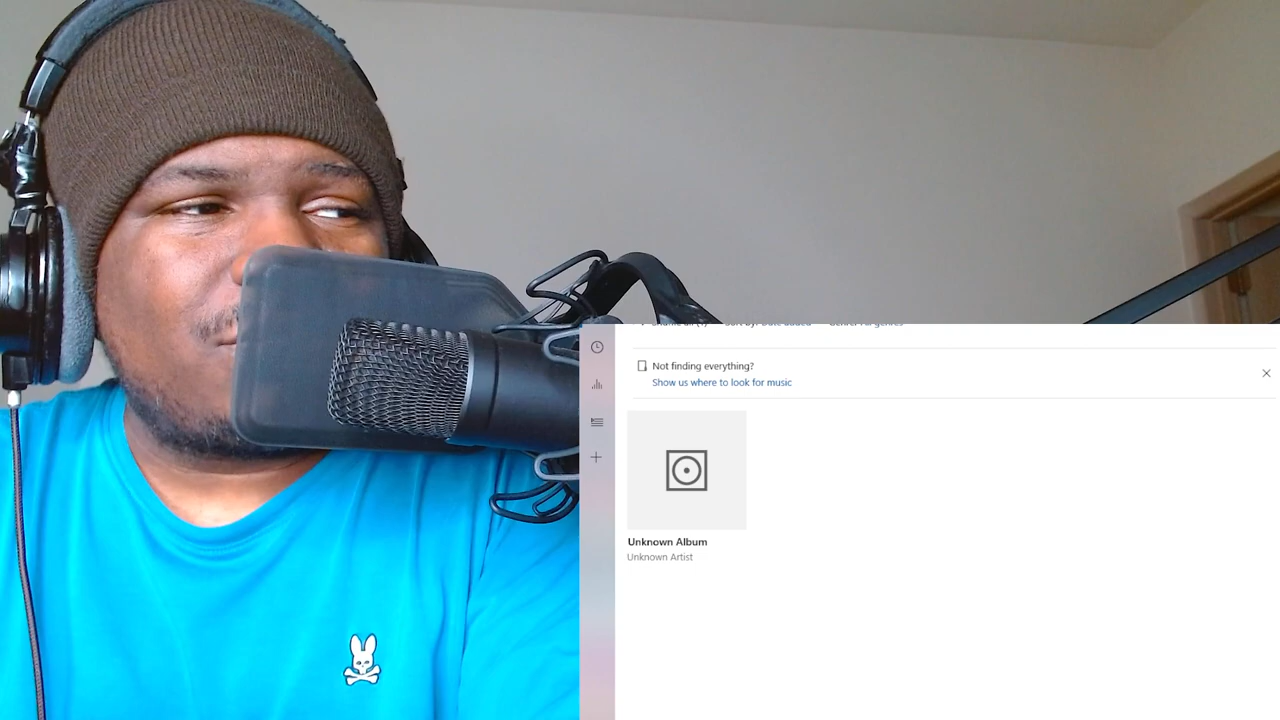 Not finding everything?
Show us where to look for music
Unknown Album
Unknown Artist